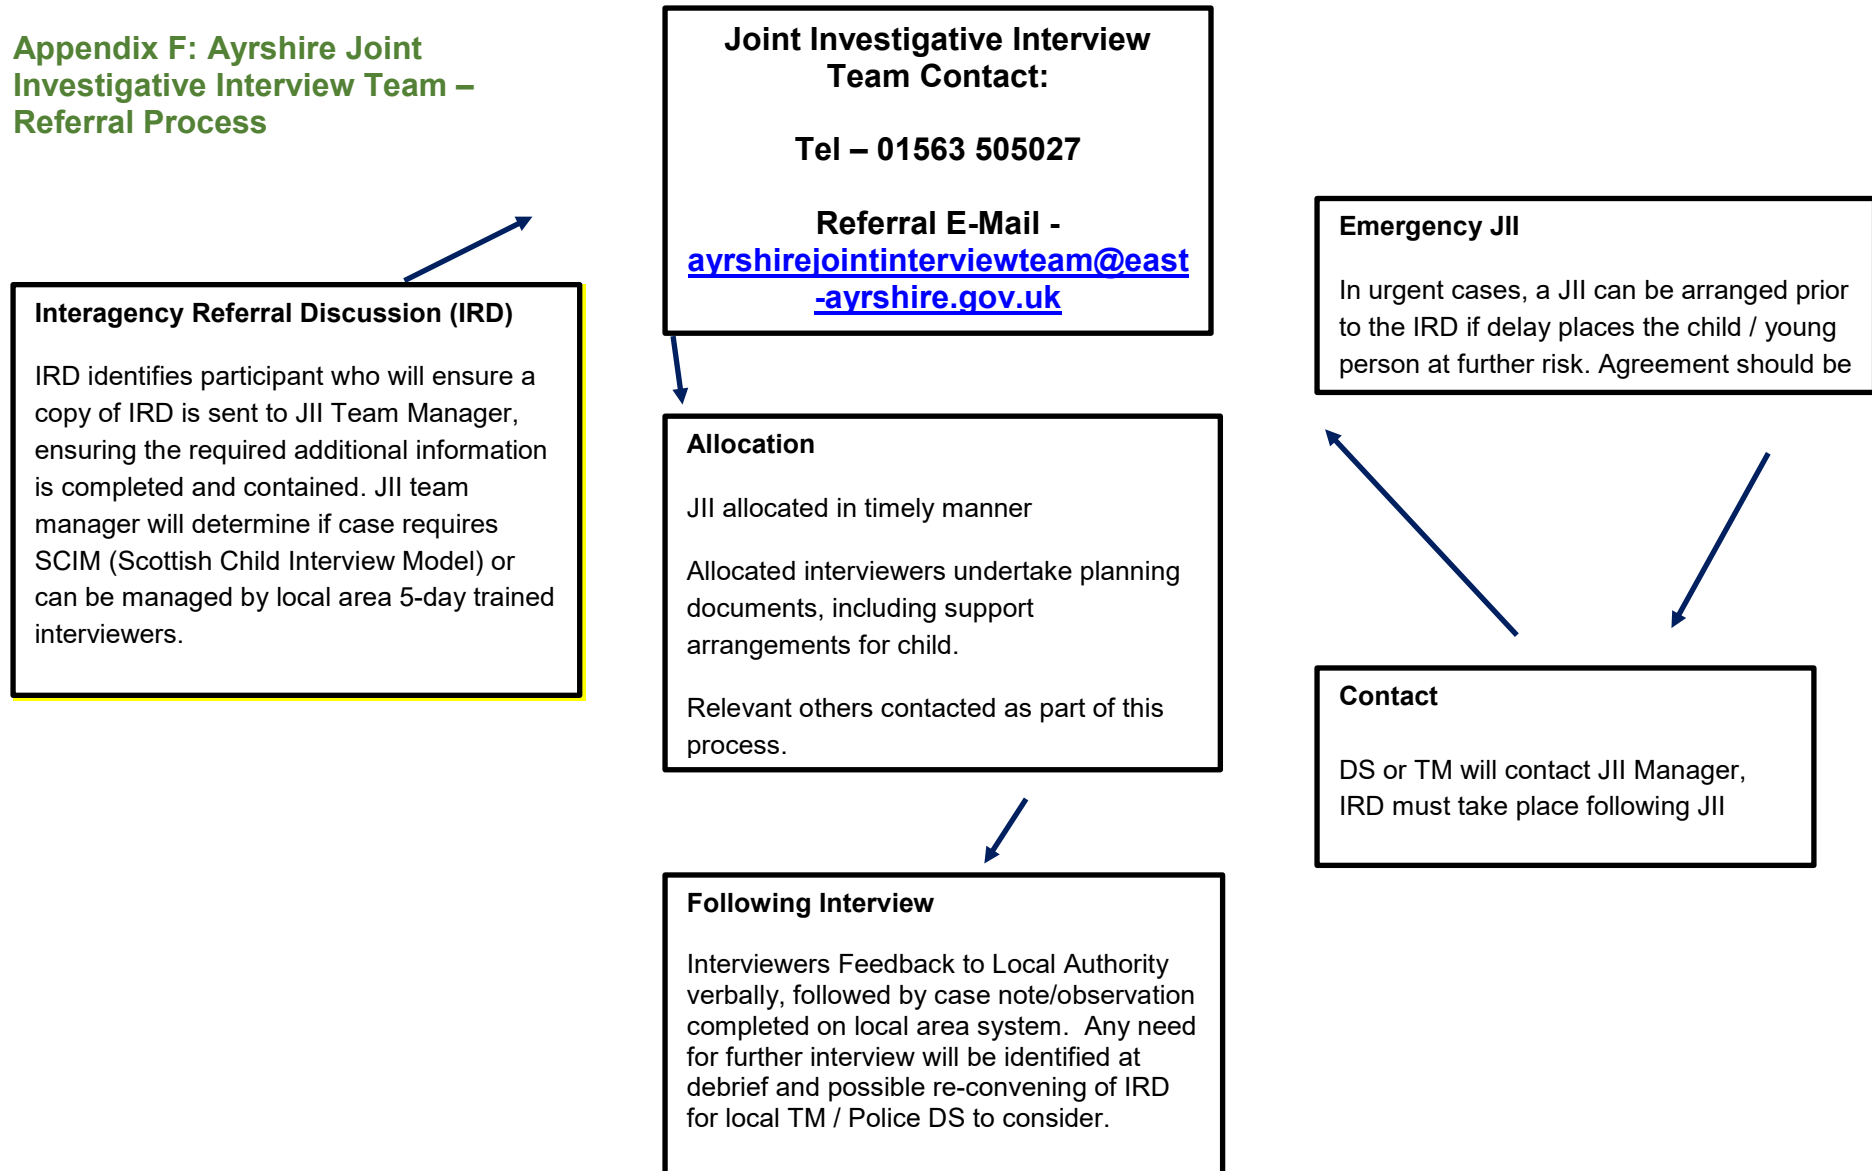 Appendix F: Ayrshire Joint
Investigative Interview Team –
Referral Process
Joint Investigative Interview
Team Contact:
Tel – 01563 505027
Referral E-Mail -
ayrshirejointinterviewteam@east
-ayrshire.gov.uk
Interagency Referral Discussion (IRD)
IRD identifies participant who will ensure a
copy of IRD is sent to JII Team Manager,
ensuring the required additional information
is completed and contained. JII team
manager will determine if case requires
SCIM (Scottish Child Interview Model) or
can be managed by local area 5-day trained
interviewers.
Allocation
JII allocated in timely manner
Allocated interviewers undertake planning
documents, including support
arrangements for child.
Relevant others contacted as part of this
process.
Following Interview
Interviewers Feedback to Local Authority
verbally, followed by case note/observation
completed on local area system.  Any need
for further interview will be identified at
debrief and possible re-convening of IRD
for local TM / Police DS to consider.
Emergency JII
In urgent cases, a JII can be arranged prior
to the IRD if delay places the child / young
person at further risk. Agreement should be
Contact
DS or TM will contact JII Manager,
IRD must take place following JII